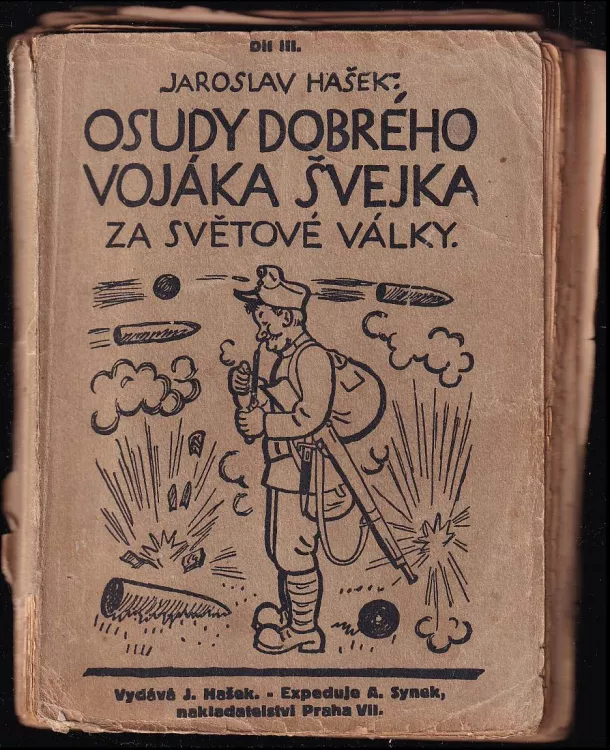 Díl III.
JAROSLAV HAŠEK:
OSUDY DOBRÉHO
VOJÁKA ŠVEJKA
ZA SVĚTOVÉ VÁLKY.
Vydává J. Hašek. - Expeduje A. Synek,
nakladatelství Praha VII.